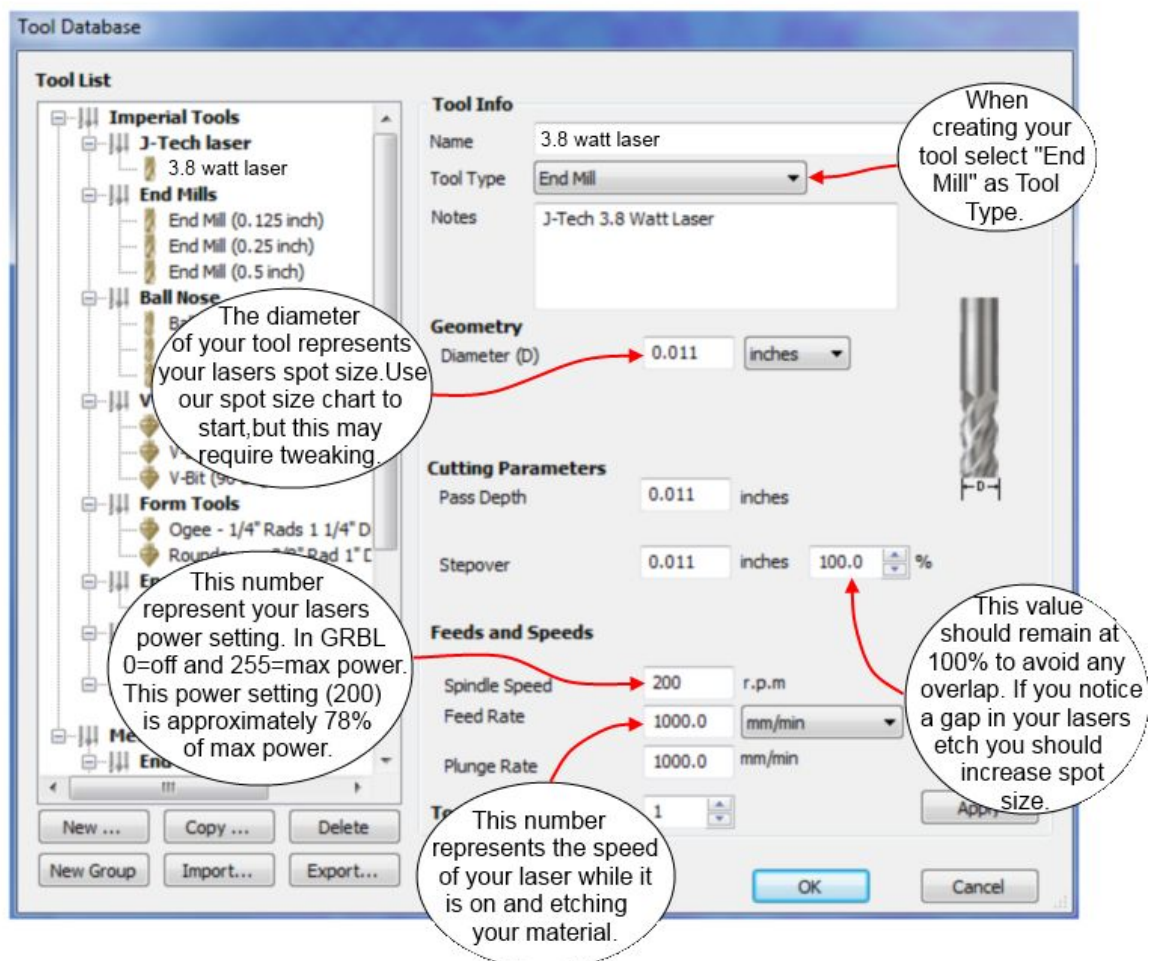 Tool Database
Tool List
Imperial Tools
J-Tech laser
3.8 watt laser
End Mills
End Mill (0.125 inch)
End Mill (0.25 inch)
End Mill (0.5 inch)
Ball Nose
V-Bit (90
Form Tools
Ogee - 1/4" Rads 1 1/4" D
Rad 1" D
New ...
Copy ...
Delete
New Group
Import...
Export...
Tool Info
Name
3.8 watt laser
Tool Type
End Mill
Notes
J-Tech 3.8 Watt Laser
Geometry
Diameter (D)
0.011
inches
D
Cutting Parameters
Pass Depth
0.011
inches
Stepover
0.011
inches
100.0
%
Feeds and Speeds
Spindle Speed
200
r.p.m
Feed Rate
1000.0
mm/min
Plunge Rate
1000.0
mm/min
1
Apply
OK
Cancel
When
creating your
tool select "End
Mill" as Tool
Type.
The diameter
of your tool represents
your lasers spot size.Use
our spot size chart to
start,but this may
require tweaking.
This number
represent your lasers
power setting. In GRBL
0=off and 255=max power.
This power setting (200)
is approximately 78%
of max power.
This value
should remain at
100% to avoid any
overlap. If you notice
a gap in your lasers
etch you should
increase spot
size.
This number
represents the speed
of your laser while it
is on and etching
your material.